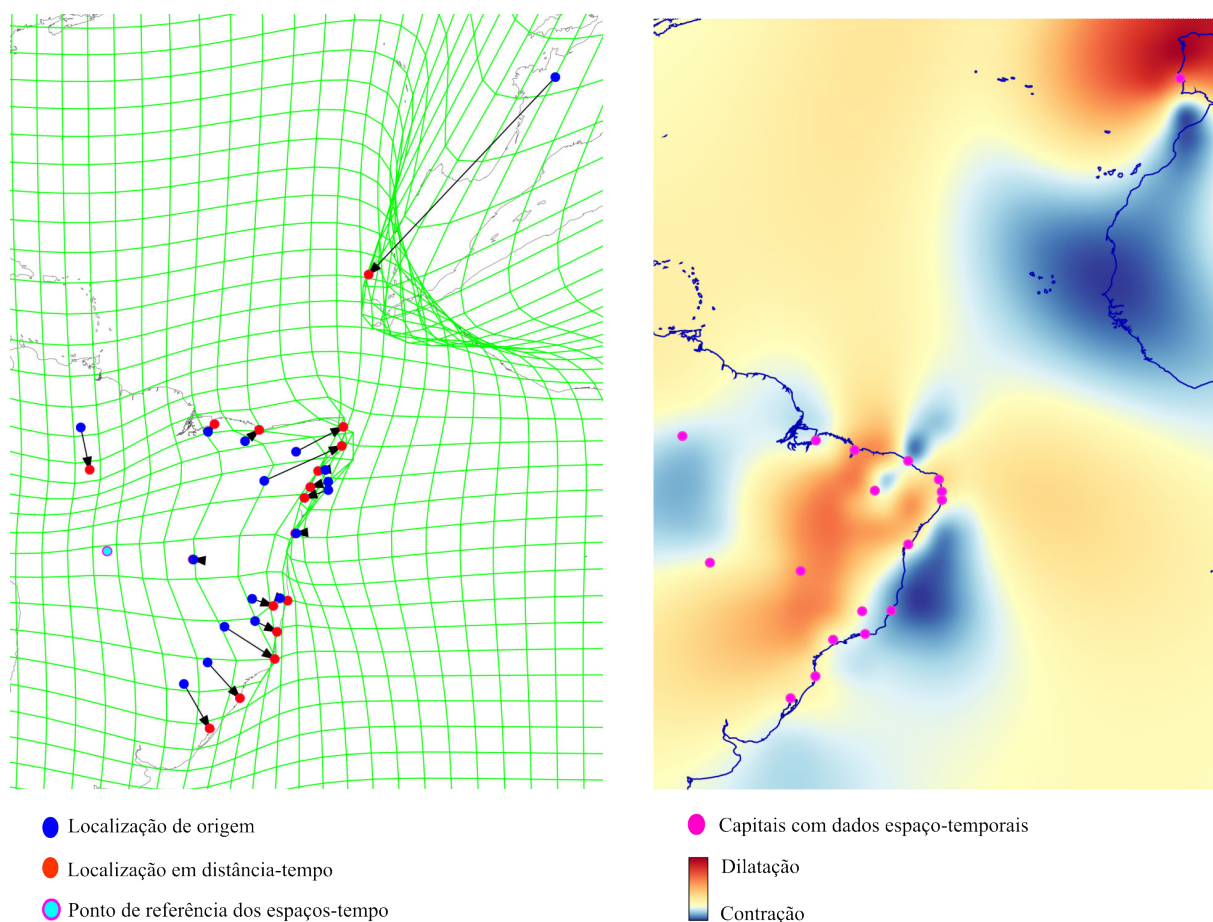 Localização de origem
Localização em distância-tempo
Ponto de referência dos espaços-tempo
Capitais com dados espaço-temporais
Dilatação
Contração